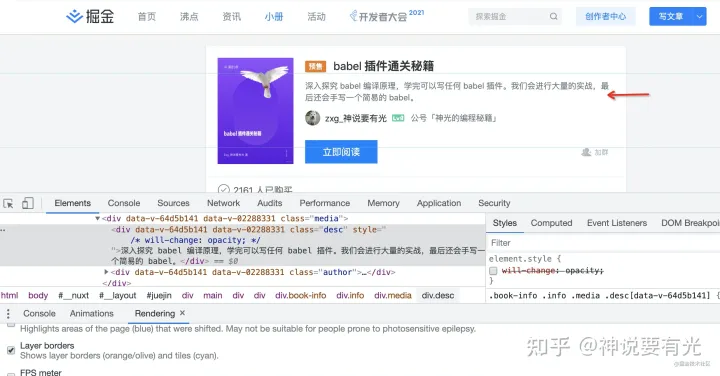 掘金 首页 沸点 资讯 小册 活动 开发者大会 2021 探索掘金 创作者中心 写文章
预售 babel 插件通关秘籍
深入探究 babel 编译原理，学完可以写任何 babel 插件。我们会进行大量的实战，最
后还会手写一个简易的 babel。
zxg_神说要有光 公号「神光的编程秘籍」
babel 插件通关秘籍
立即阅读 加群
2161 人已购买
Elements Console Sources Network Audits Performance Memory Application Security
<div data-v-64d5b141 data-v-02288331 class="media">
<div data-v-64d5b141 data-v-02288331 class="desc" style="
/* will-change: opacity; */
">深入探究 babel 编译原理，学完可以写任何 babel 插件。我们会进行大量的实战，最后还会手写一
个简易的 babel。</div> == $0
<div data-v-64d5b141 data-v-02288331 class="author">…</div>
</div>
html body #__nuxt #__layout #juejin div main div div div.book-info div.info div.media div.desc
Styles Computed Event Listeners DOM Breakpoint
Filter
element.style {
will-change: opacity;
}
.book-info .info .media .desc[data-v-64d5b141] {
Console Animations Rendering ×
Highlights areas of the page (blue) that were shifted. May not be suitable for people prone to photosensitive epilepsy.
Layer borders
Shows layer borders (orange/olive) and tiles (cyan).
FPS meter
知乎 @神说要有光
@掘金技术社区